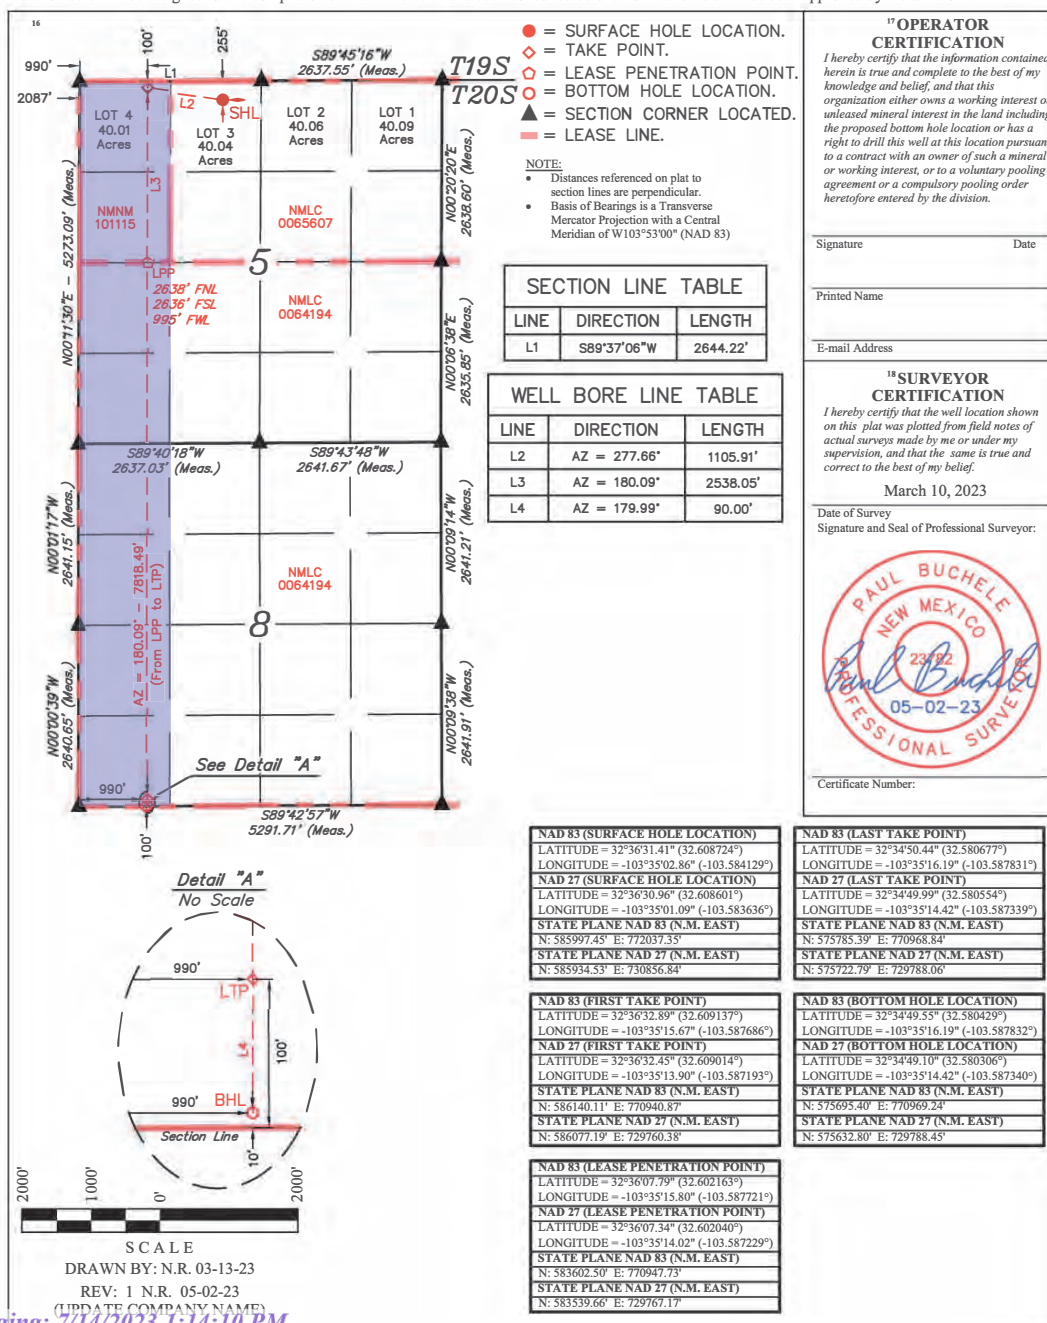 16
100'
255'
S89°45'16"W
2637.55' (Meas.)
T19S
T20S
990'
L1
2087'
L2
SHL
LOT 4
40.01
Acres
LOT 3
40.04
Acres
LOT 2
40.06
Acres
LOT 1
40.09
Acres
N00°20'20"E
2638.60' (Meas.)
L3
NMNM
101115
NMLC
0065607
N00°11'30"E - 5273.09' (Meas.)
5
LPP
2638' FNL
2636' FSL
995' FWL
NMLC
0064194
N00°06'38"E
2635.85' (Meas.)
S89°40'18"W
2637.03' (Meas.)
S89°43'48"W
2641.67' (Meas.)
N00°01'17"W
2641.15' (Meas.)
N00°09'14"W
2641.21' (Meas.)
NMLC
0064194
AZ = 180.09° - 7818.49'
(From LPP to LTP)
8
N00°00'39"W
2640.65' (Meas.)
N00°09'38"W
2641.91' (Meas.)
See Detail "A"
990'
S89°42'57"W
5291.71' (Meas.)
100'
= SURFACE HOLE LOCATION.
= TAKE POINT.
= LEASE PENETRATION POINT.
= BOTTOM HOLE LOCATION.
= SECTION CORNER LOCATED.
= LEASE LINE.
NOTE:
• Distances referenced on plat to
section lines are perpendicular.
• Basis of Bearings is a Transverse
Mercator Projection with a Central
Meridian of W103°53'00" (NAD 83)
SECTION LINE TABLE
LINE DIRECTION LENGTH
L1 S89°37'06"W 2644.22'
WELL BORE LINE TABLE
LINE DIRECTION LENGTH
L2 AZ = 277.66° 1105.91'
L3 AZ = 180.09° 2538.05'
L4 AZ = 179.99° 90.00'
17 OPERATOR
CERTIFICATION
I hereby certify that the information contained
herein is true and complete to the best of my
knowledge and belief, and that this
organization either owns a working interest or
unleased mineral interest in the land including
the proposed bottom hole location or has a
right to drill this well at this location pursuant
to a contract with an owner of such a mineral
or working interest, or to a voluntary pooling
agreement or a compulsory pooling order
heretofore entered by the division.
Signature Date
Printed Name
E-mail Address
18 SURVEYOR
CERTIFICATION
I hereby certify that the well location shown
on this plat was plotted from field notes of
actual surveys made by me or under my
supervision, and that the same is true and
correct to the best of my belief.
March 10, 2023
Date of Survey
Signature and Seal of Professional Surveyor:
PAUL BUCHELE
NEW MEXICO
23782
Paul Buchele
05-02-23
PROFESSIONAL SURVEYOR
Certificate Number:
Detail "A"
No Scale
990'
LTP
L4
100'
990'
BHL
Section Line
10'
2000'
1000'
0'
2000'
SCALE
DRAWN BY: N.R. 03-13-23
REV: 1 N.R. 05-02-23
(UPDATE COMPANY NAME)
7/14/2023 1:14:10 PM
NAD 83 (SURFACE HOLE LOCATION)
LATITUDE = 32°36'31.41" (32.608724°)
LONGITUDE = -103°35'02.86" (-103.584129°)
NAD 27 (SURFACE HOLE LOCATION)
LATITUDE = 32°36'30.96" (32.608601°)
LONGITUDE = -103°35'01.09" (-103.583636°)
STATE PLANE NAD 83 (N.M. EAST)
N: 585997.45' E: 772037.35'
STATE PLANE NAD 27 (N.M. EAST)
N: 585934.53' E: 730856.84'
NAD 83 (LAST TAKE POINT)
LATITUDE = 32°34'50.44" (32.580677°)
LONGITUDE = -103°35'16.19" (-103.587831°)
NAD 27 (LAST TAKE POINT)
LATITUDE = 32°34'49.99" (32.580554°)
LONGITUDE = -103°35'14.42" (-103.587339°)
STATE PLANE NAD 83 (N.M. EAST)
N: 575785.39' E: 770968.84'
STATE PLANE NAD 27 (N.M. EAST)
N: 575722.79' E: 729788.06'
NAD 83 (FIRST TAKE POINT)
LATITUDE = 32°36'32.89" (32.609137°)
LONGITUDE = -103°35'15.67" (-103.587686°)
NAD 27 (FIRST TAKE POINT)
LATITUDE = 32°36'32.45" (32.609014°)
LONGITUDE = -103°35'13.90" (-103.587193°)
STATE PLANE NAD 83 (N.M. EAST)
N: 586140.11' E: 770940.87'
STATE PLANE NAD 27 (N.M. EAST)
N: 586077.19' E: 729760.38'
NAD 83 (BOTTOM HOLE LOCATION)
LATITUDE = 32°34'49.55" (32.580429°)
LONGITUDE = -103°35'16.19" (-103.587832°)
NAD 27 (BOTTOM HOLE LOCATION)
LATITUDE = 32°34'49.10" (32.580306°)
LONGITUDE = -103°35'14.42" (-103.587340°)
STATE PLANE NAD 83 (N.M. EAST)
N: 575695.40' E: 770969.24'
STATE PLANE NAD 27 (N.M. EAST)
N: 575632.80' E: 729788.45'
NAD 83 (LEASE PENETRATION POINT)
LATITUDE = 32°36'07.79" (32.602163°)
LONGITUDE = -103°35'15.80" (-103.587721°)
NAD 27 (LEASE PENETRATION POINT)
LATITUDE = 32°36'07.34" (32.602040°)
LONGITUDE = -103°35'14.02" (-103.587229°)
STATE PLANE NAD 83 (N.M. EAST)
N: 583602.50' E: 770947.73'
STATE PLANE NAD 27 (N.M. EAST)
N: 583539.66' E: 729767.17'